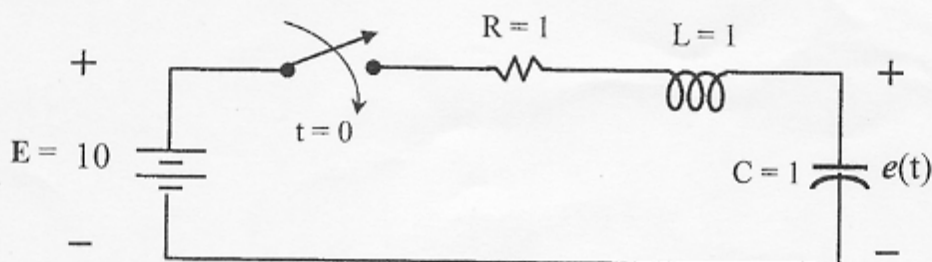 R = 1
L = 1
+
+
t = 0
E = 10
C = 1
e(t)
−
−